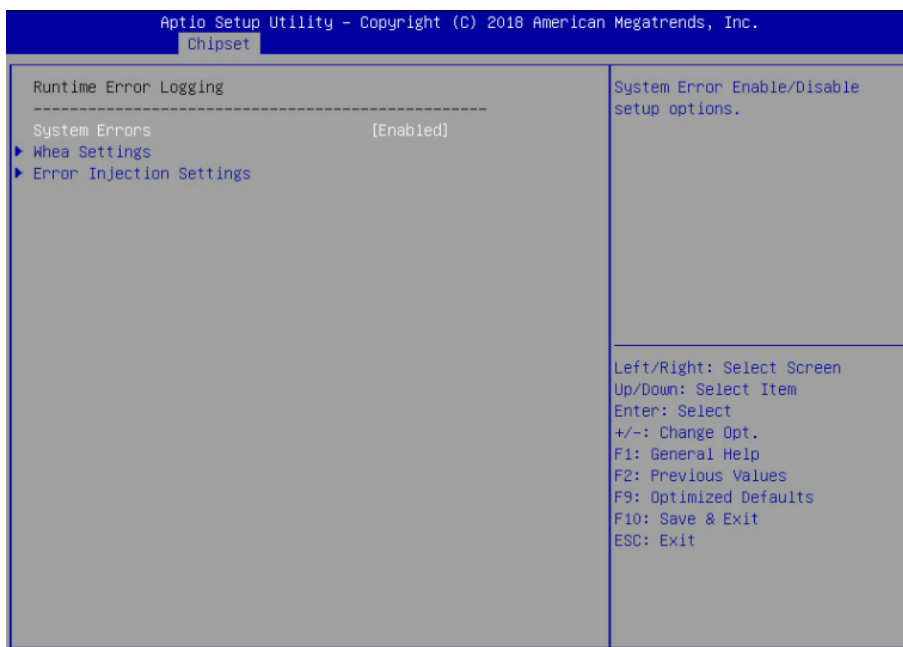 Aptio Setup Utility – Copyright (C) 2018 American Megatrends, Inc.
Chipset
Runtime Error Logging
--------------------------------------------------
System Errors [Enabled]
Whea Settings
Error Injection Settings
System Error Enable/Disable
setup options.
Left/Right: Select Screen
Up/Down: Select Item
Enter: Select
+/-: Change Opt.
F1: General Help
F2: Previous Values
F9: Optimized Defaults
F10: Save & Exit
ESC: Exit